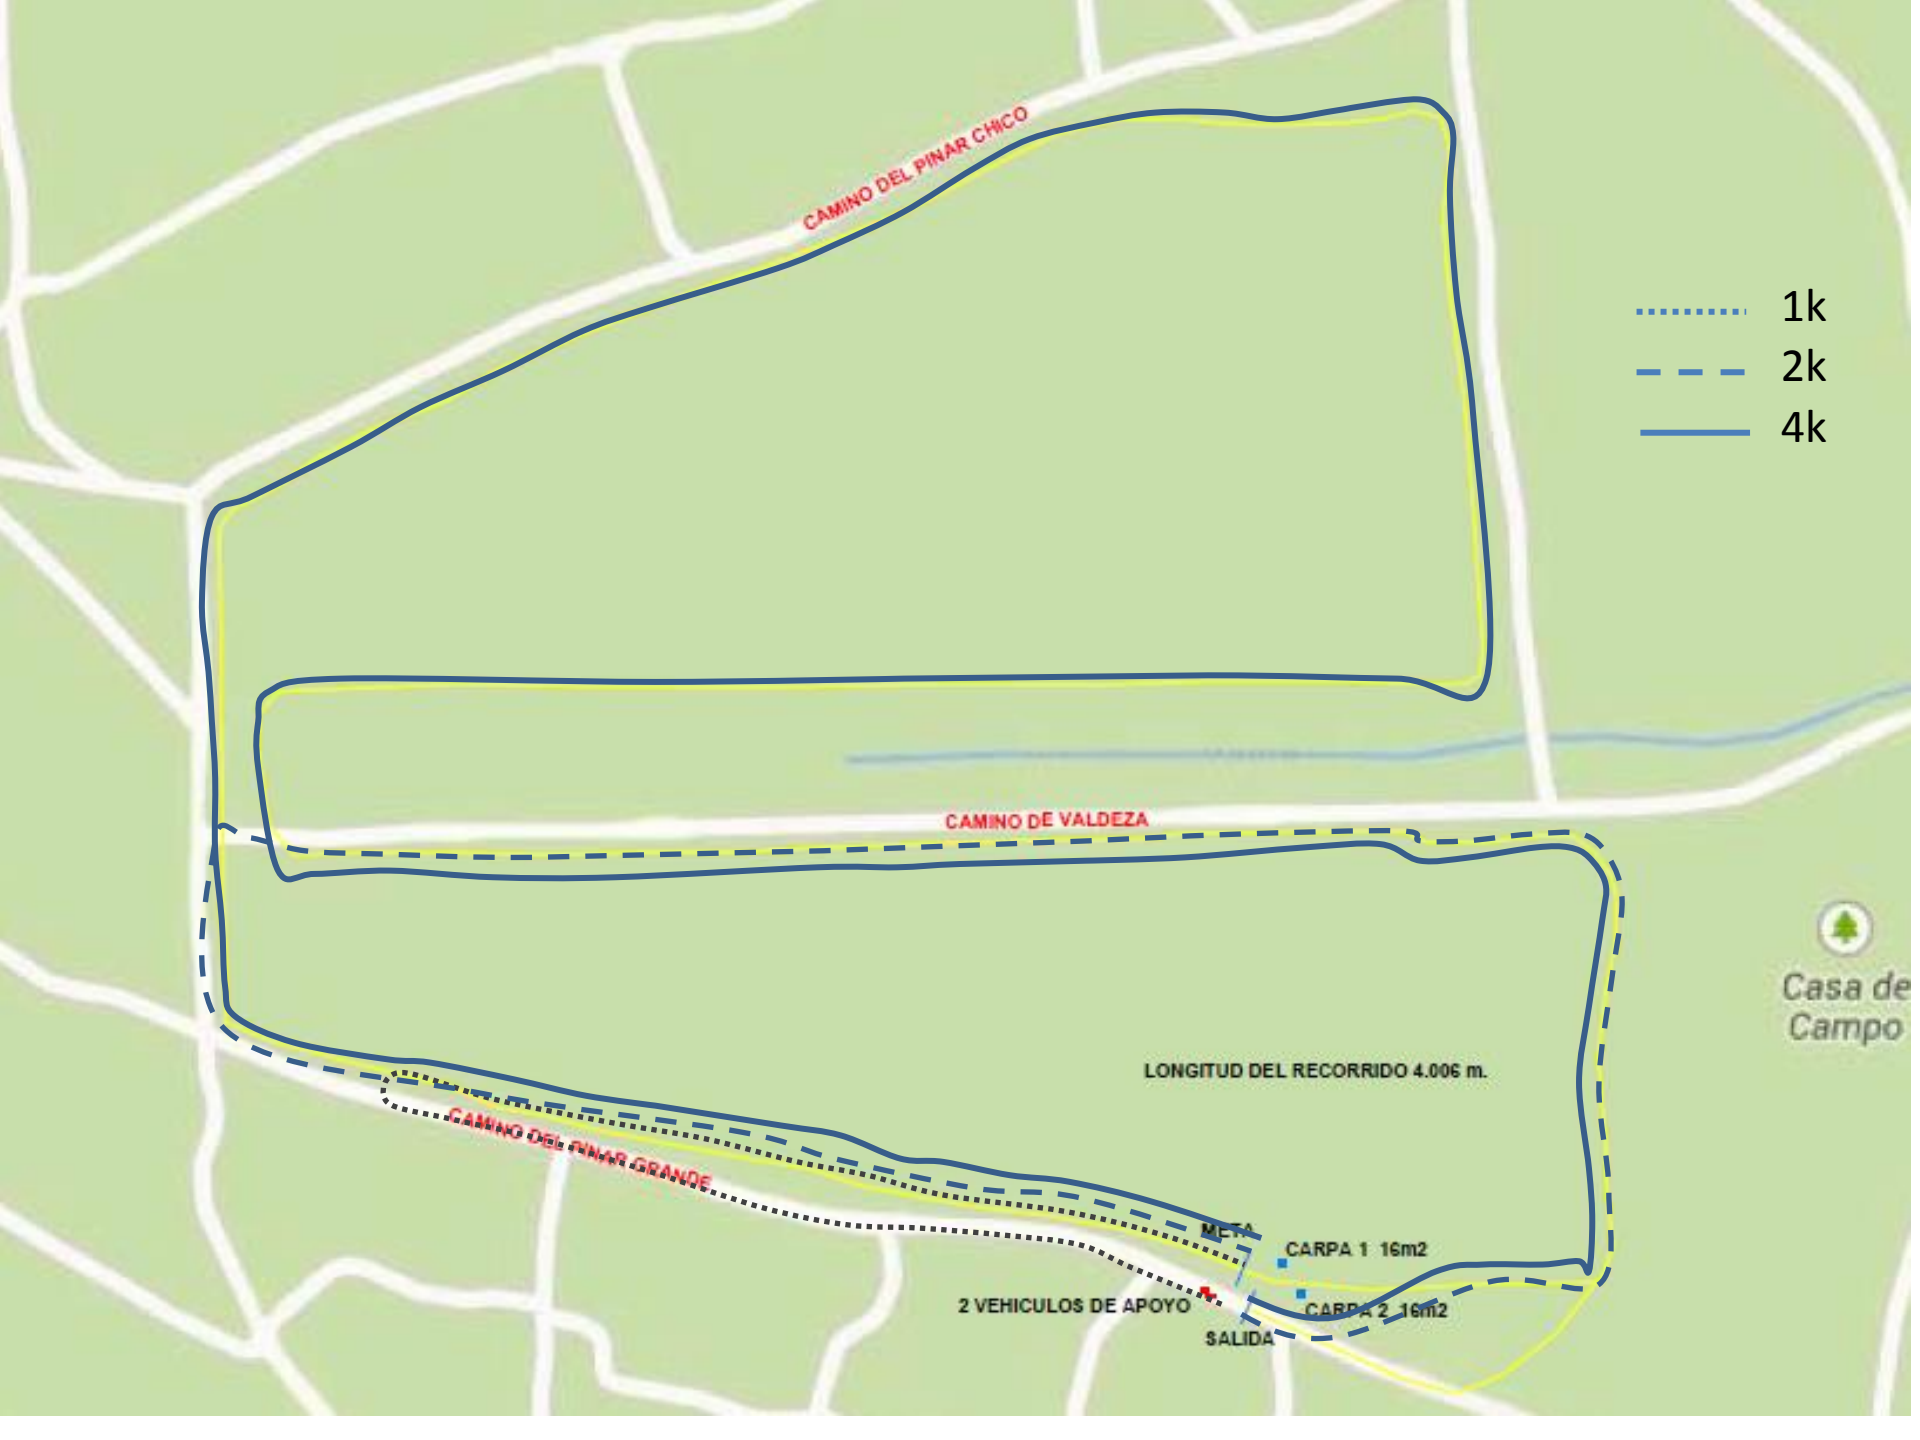 CAMINO DEL PINAR CHICO
1k
2k
4k
CAMINO DE VALDEZA
Casa de
Campo
LONGITUD DEL RECORRIDO 4.006 m.
CAMINO DEL PINAR GRANDE
META
CARPA 1 16m2
2 VEHICULOS DE APOYO
CARPA 2 16m2
SALIDA